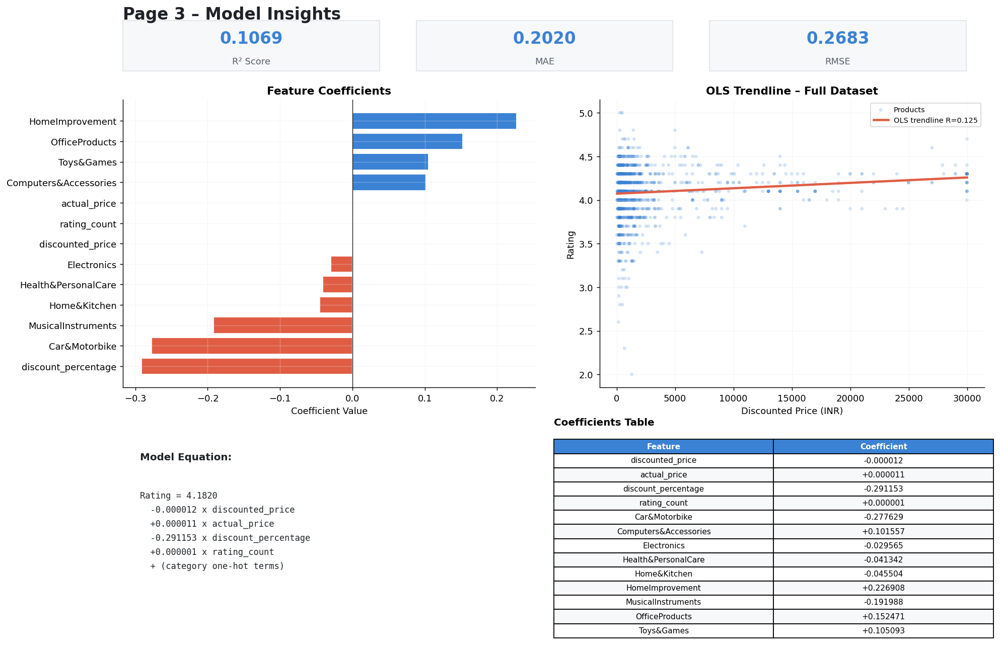 Page 3 – Model Insights
0.1069
R² Score
0.2020
MAE
0.2683
RMSE
Feature Coefficients
HomeImprovement
OfficeProducts
Toys&Games
Computers&Accessories
actual_price
rating_count
discounted_price
Electronics
Health&PersonalCare
Home&Kitchen
MusicalInstruments
Car&Motorbike
discount_percentage
−0.3 −0.2 −0.1 0.0 0.1 0.2
Coefficient Value
OLS Trendline – Full Dataset
Products
OLS trendline R=0.125
Rating
5.0
4.5
4.0
3.5
3.0
2.5
2.0
0 5000 10000 15000 20000 25000 30000
Discounted Price (INR)
Model Equation:
Rating = 4.1820
-0.000012 x discounted_price
+0.000011 x actual_price
-0.291153 x discount_percentage
+0.000001 x rating_count
+ (category one-hot terms)
Coefficients Table
Feature Coefficient
discounted_price -0.000012
actual_price +0.000011
discount_percentage -0.291153
rating_count +0.000001
Car&Motorbike -0.277629
Computers&Accessories +0.101557
Electronics -0.029565
Health&PersonalCare -0.041342
Home&Kitchen -0.045504
HomeImprovement +0.226908
MusicalInstruments -0.191988
OfficeProducts +0.152471
Toys&Games +0.105093